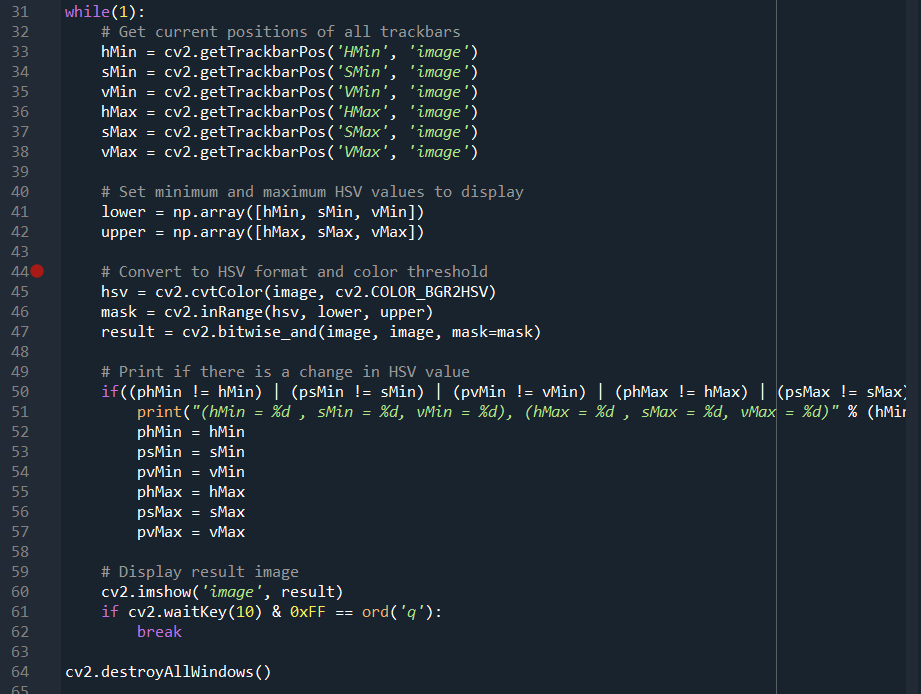 31 while(1):
32 # Get current positions of all trackbars
33 hMin = cv2.getTrackbarPos('HMin', 'image')
34 sMin = cv2.getTrackbarPos('SMin', 'image')
35 vMin = cv2.getTrackbarPos('VMin', 'image')
36 hMax = cv2.getTrackbarPos('HMax', 'image')
37 sMax = cv2.getTrackbarPos('SMax', 'image')
38 vMax = cv2.getTrackbarPos('VMax', 'image')
39
40 # Set minimum and maximum HSV values to display
41 lower = np.array([hMin, sMin, vMin])
42 upper = np.array([hMax, sMax, vMax])
43
44 # Convert to HSV format and color threshold
45 hsv = cv2.cvtColor(image, cv2.COLOR_BGR2HSV)
46 mask = cv2.inRange(hsv, lower, upper)
47 result = cv2.bitwise_and(image, image, mask=mask)
48
49 # Print if there is a change in HSV value
50 if((phMin != hMin) | (psMin != sMin) | (pvMin != vMin) | (phMax != hMax) | (psMax != sMax)
51 print("(hMin = %d , sMin = %d, vMin = %d), (hMax = %d , sMax = %d, vMax = %d)" % (hMin
52 phMin = hMin
53 psMin = sMin
54 pvMin = vMin
55 phMax = hMax
56 psMax = sMax
57 pvMax = vMax
58
59 # Display result image
60 cv2.imshow('image', result)
61 if cv2.waitKey(10) & 0xFF == ord('q'):
62 break
63
64 cv2.destroyAllWindows()
65